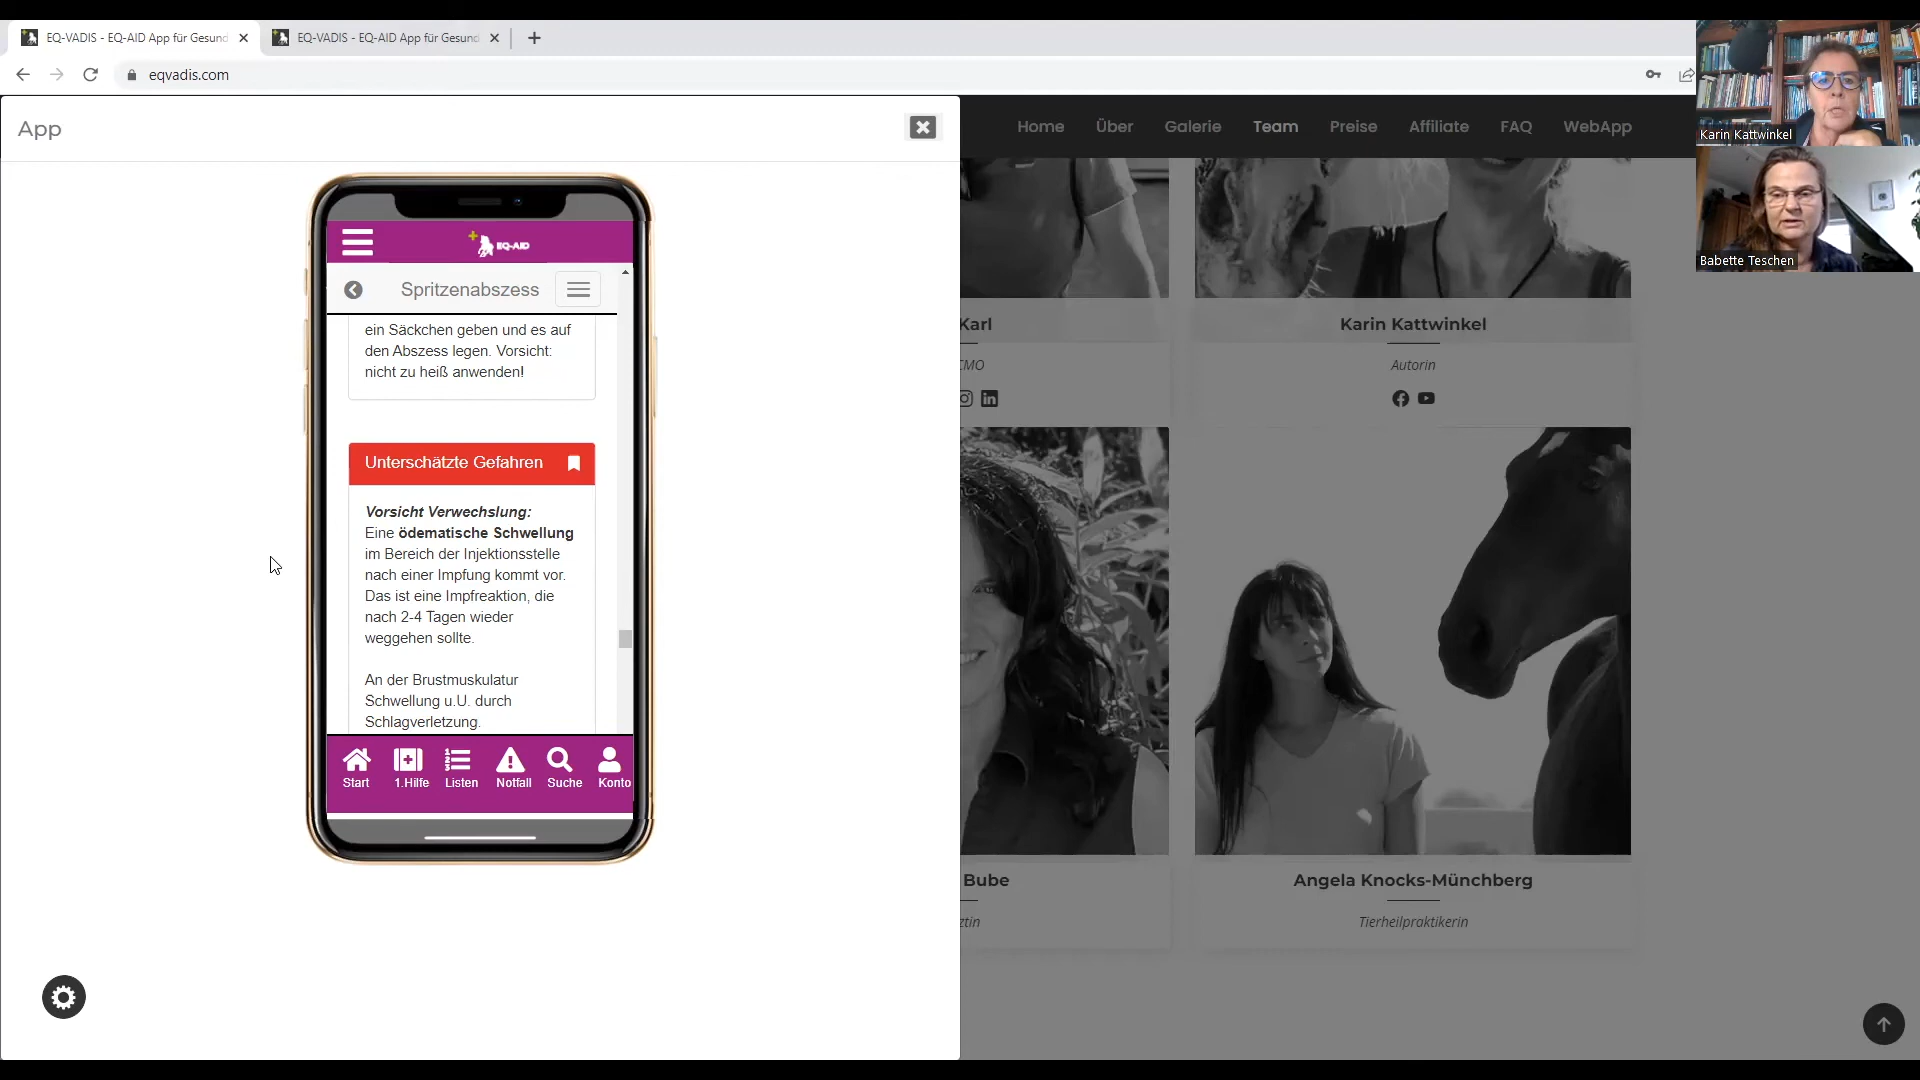 EQ-VADIS - EQ-AID App für Gesund
EQ-VADIS - EQ-AID App für Gesund
eqvadis.com
App
Home Über Galerie Team Preise Affiliate FAQ WebApp
Karin Kattwinkel
Babette Teschen
EQ-AID
Spritzenabszess
ein Säckchen geben und es auf
den Abszess legen. Vorsicht:
nicht zu heiß anwenden!
Unterschätzte Gefahren
Vorsicht Verwechslung:
Eine ödematische Schwellung
im Bereich der Injektionsstelle
nach einer Impfung kommt vor.
Das ist eine Impfreaktion, die
nach 2-4 Tagen wieder
weggehen sollte.
An der Brustmuskulatur
Schwellung u.U. durch
Schlagverletzung.
Start 1.Hilfe Listen Notfall Suche Konto
Karl
CMO
Karin Kattwinkel
Autorin
Bube
ztin
Angela Knocks-Münchberg
Tierheilpraktikerin